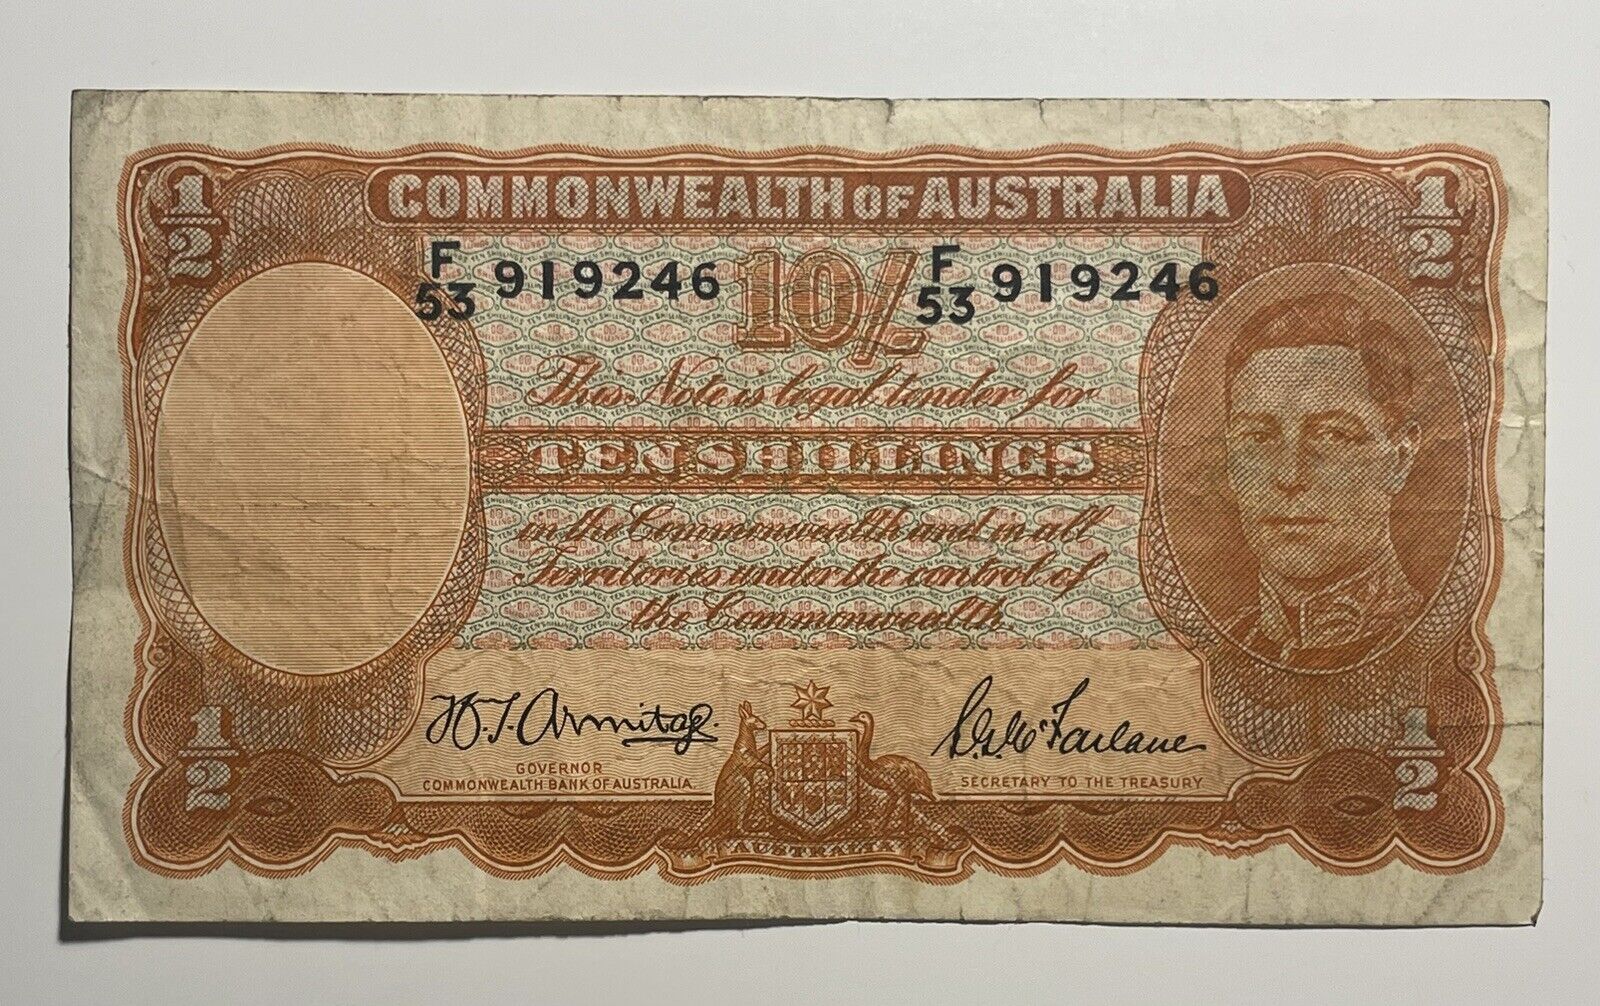 1/2
COMMONWEALTH OF AUSTRALIA
1/2
F/53 919246
10/-
F/53 919246
This Note is legal tender for
TEN SHILLINGS
in the Commonwealth and in all
Territories under the control of
the Commonwealth
H.T. Armitage.
S.G. McFarlane
GOVERNOR
COMMONWEALTH BANK OF AUSTRALIA.
SECRETARY TO THE TREASURY
1/2
AUSTRALIA
1/2